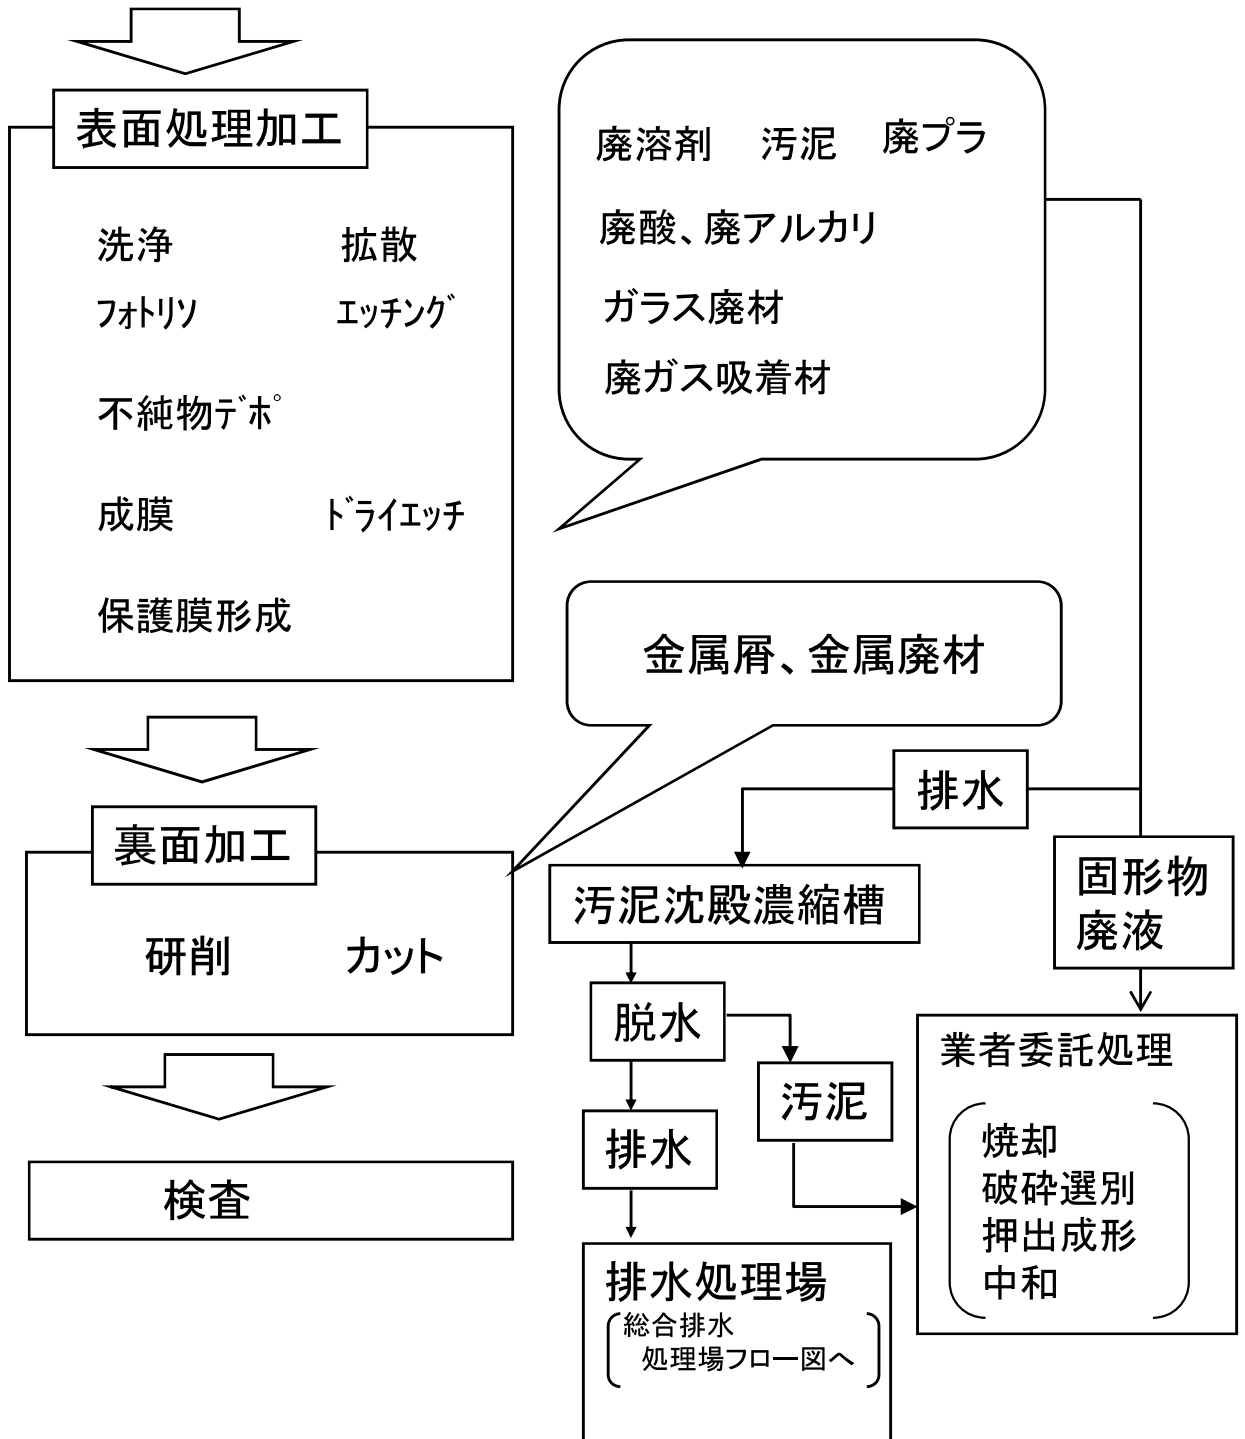 表面処理加工
洗浄 拡散
フォトリソ エッチング
不純物デポ
成膜 ドライエッチ
保護膜形成
廃溶剤 汚泥 廃プラ
廃酸、廃アルカリ
ガラス廃材
廃ガス吸着材
金属屑、金属廃材
裏面加工
研削 カット
検査
排水
汚泥沈殿濃縮槽
脱水
汚泥
排水
排水処理場
総合排水
処理場フロー図へ
固形物
廃液
業者委託処理
焼却
破砕選別
押出成形
中和